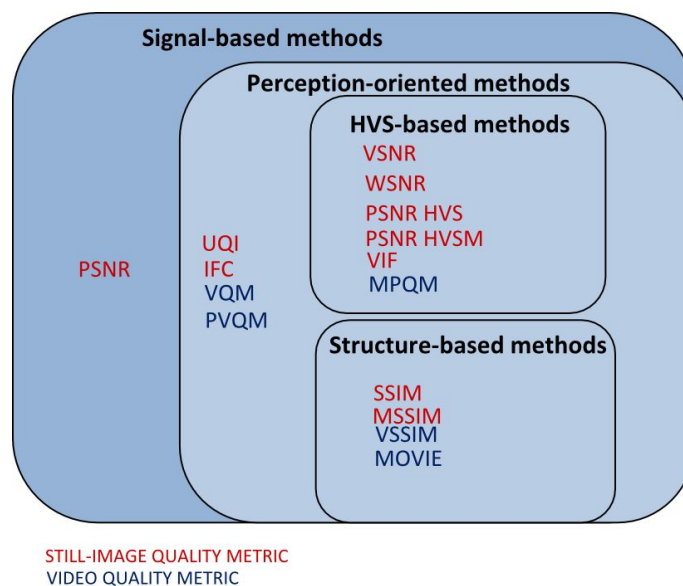 Signal-based methods
Perception-oriented methods
HVS-based methods
VSNR
WSNR
PSNR HVS
PSNR HVSM
VIF
MPQM
UQI
IFC
VQM
PVQM
PSNR
Structure-based methods
SSIM
MSSIM
VSSIM
MOVIE
STILL-IMAGE QUALITY METRIC
VIDEO QUALITY METRIC